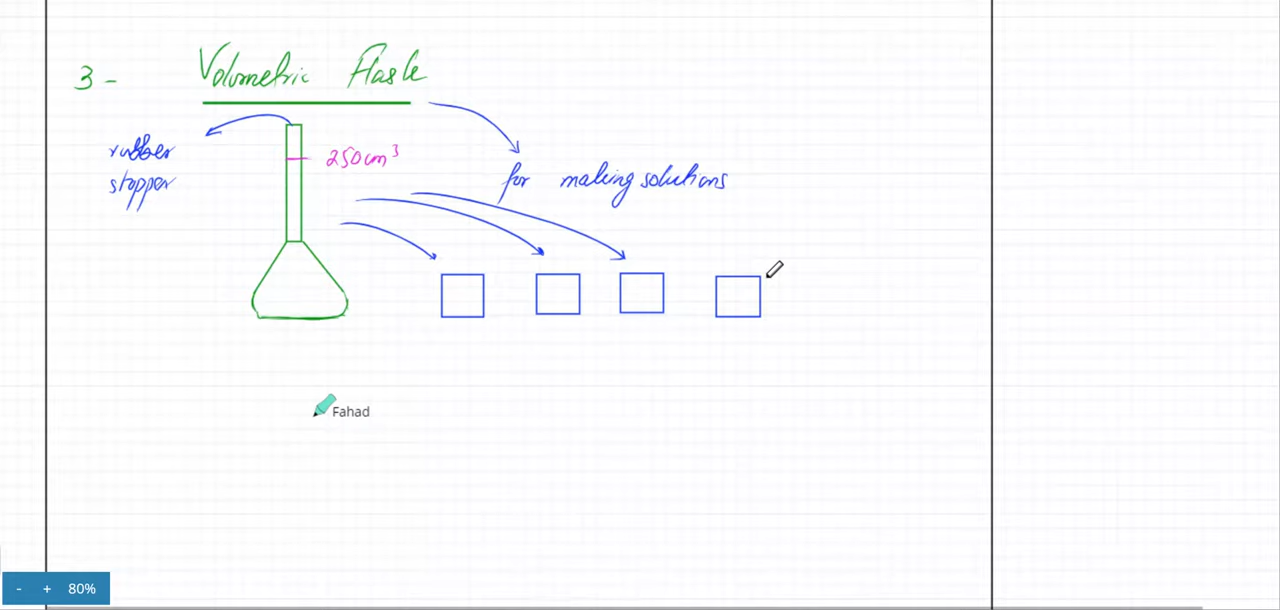 3 - Volumetric Flask
rubber
stopper
250cm³
for making solutions
Fahad
- + 80%